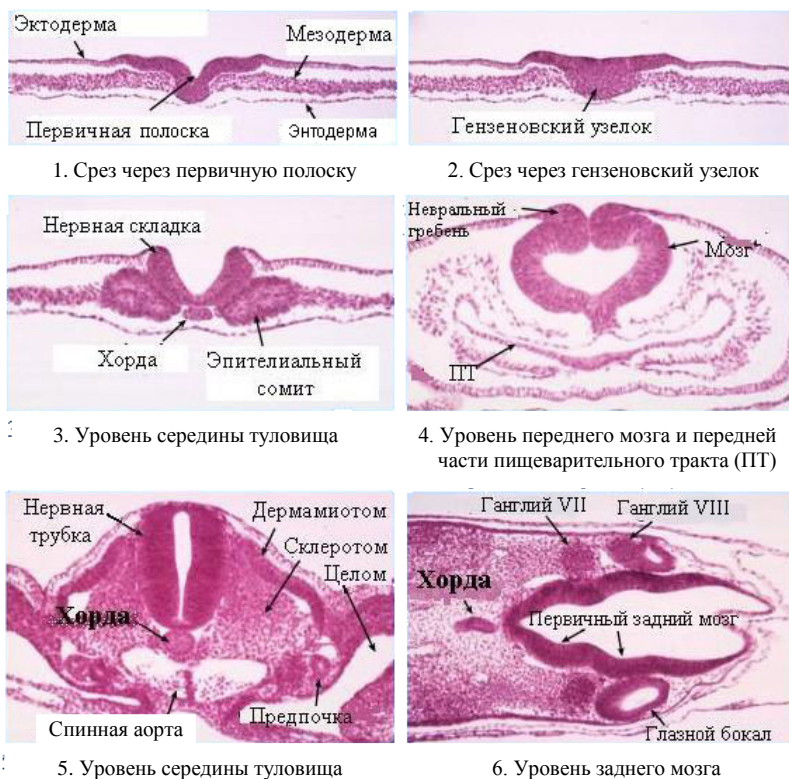 Эктодерма
Мезодерма
Первичная полоска
Энтодерма
1. Срез через первичную полоску
Гензеновский узелок
2. Срез через гензеновский узелок
Нервная складка
Хорда
Эпителиальный
сомит
3. Уровень середины туловища
Невральный
гребень
Мозг
ПТ
4. Уровень переднего мозга и передней
части пищеварительного тракта (ПТ)
Нервная
трубка
Дермамиотом
Склеротом
Целом
Хорда
Спинная аорта
Предпочка
5. Уровень середины туловища
Ганглий VII
Ганглий VIII
Хорда
Первичный задний мозг
Глазной бокал
6. Уровень заднего мозга